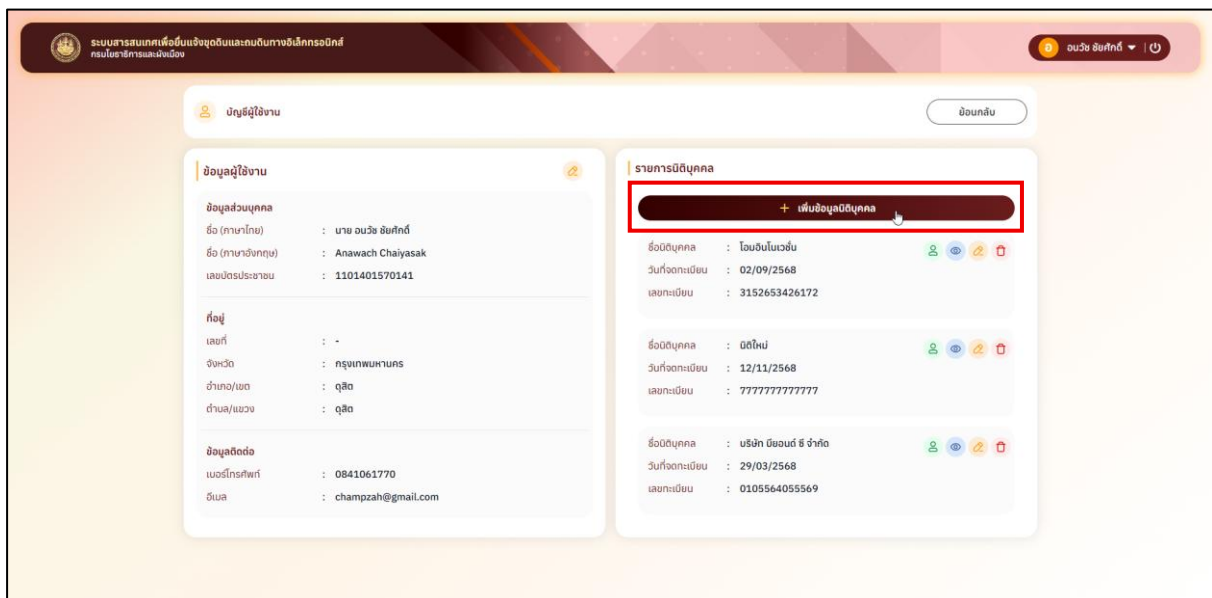 ระบบสารสนเทศเพื่อยื่นแจ้งขุดดินและถมดินทางอิเล็กทรอนิกส์
กรมโยธาธิการและผังเมือง
อ อนวัช ชัยศักดิ์
บัญชีผู้ใช้งาน
ย้อนกลับ
ข้อมูลผู้ใช้งาน
ข้อมูลส่วนบุคคล
ชื่อ (ภาษาไทย) : นาย อนวัช ชัยศักดิ์
ชื่อ (ภาษาอังกฤษ) : Anawach Chaiyasak
เลขบัตรประชาชน : 1101401570141
ที่อยู่
เลขที่ : -
จังหวัด : กรุงเทพมหานคร
อำเภอ/เขต : ดุสิต
ตำบล/แขวง : ดุสิต
ข้อมูลติดต่อ
เบอร์โทรศัพท์ : 0841061770
อีเมล : champzah@gmail.com
รายการนิติบุคคล
+ เพิ่มข้อมูลนิติบุคคล
ชื่อนิติบุคคล : โอมอินโนเวชั่น
วันที่จดทะเบียน : 02/09/2568
เลขทะเบียน : 3152653426172
ชื่อนิติบุคคล : นิติใหม่
วันที่จดทะเบียน : 12/11/2568
เลขทะเบียน : 7777777777777
ชื่อนิติบุคคล : บริษัท บียอนด์ ซี จำกัด
วันที่จดทะเบียน : 29/03/2568
เลขทะเบียน : 0105564055569